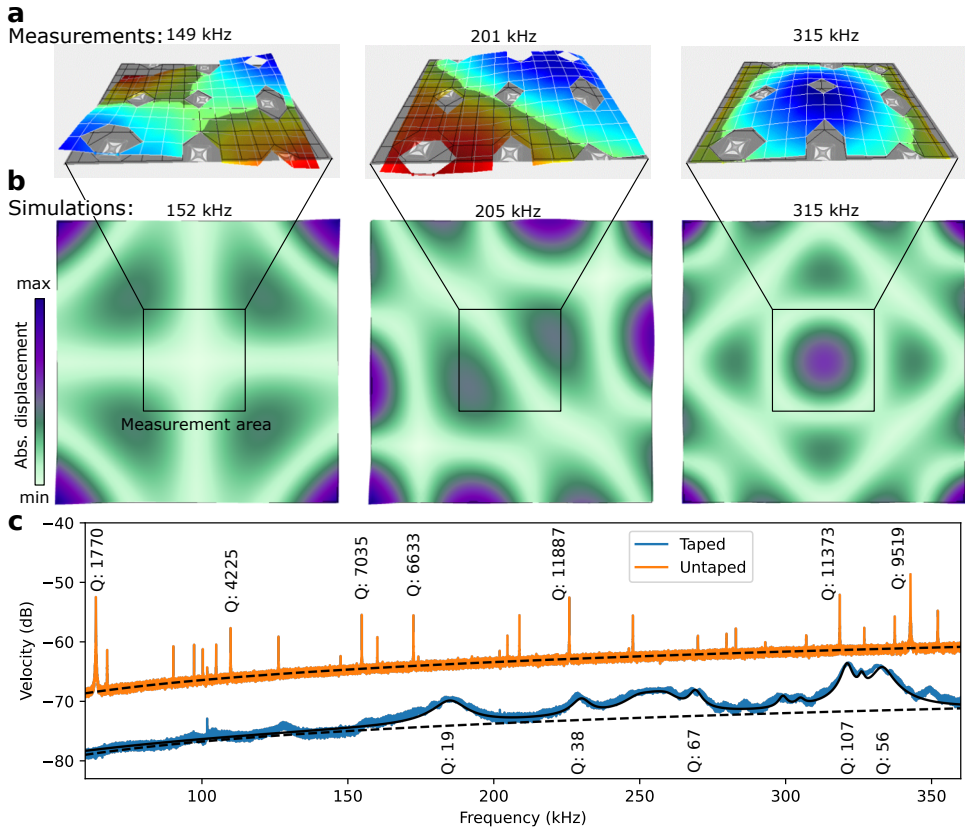 a
Measurements: 149 kHz 201 kHz 315 kHz
b
Simulations: 152 kHz 205 kHz 315 kHz
max
Abs. displacement
min
Measurement area
c
Q: 1770
Q: 4225
Q: 7035
Q: 6633
Q: 11887
Q: 11373
Q: 9519
Taped
Untaped
Q: 19
Q: 38
Q: 67
Q: 107
Q: 56
Velocity (dB)
−40
−50
−60
−70
−80
100 150 200 250 300 350
Frequency (kHz)